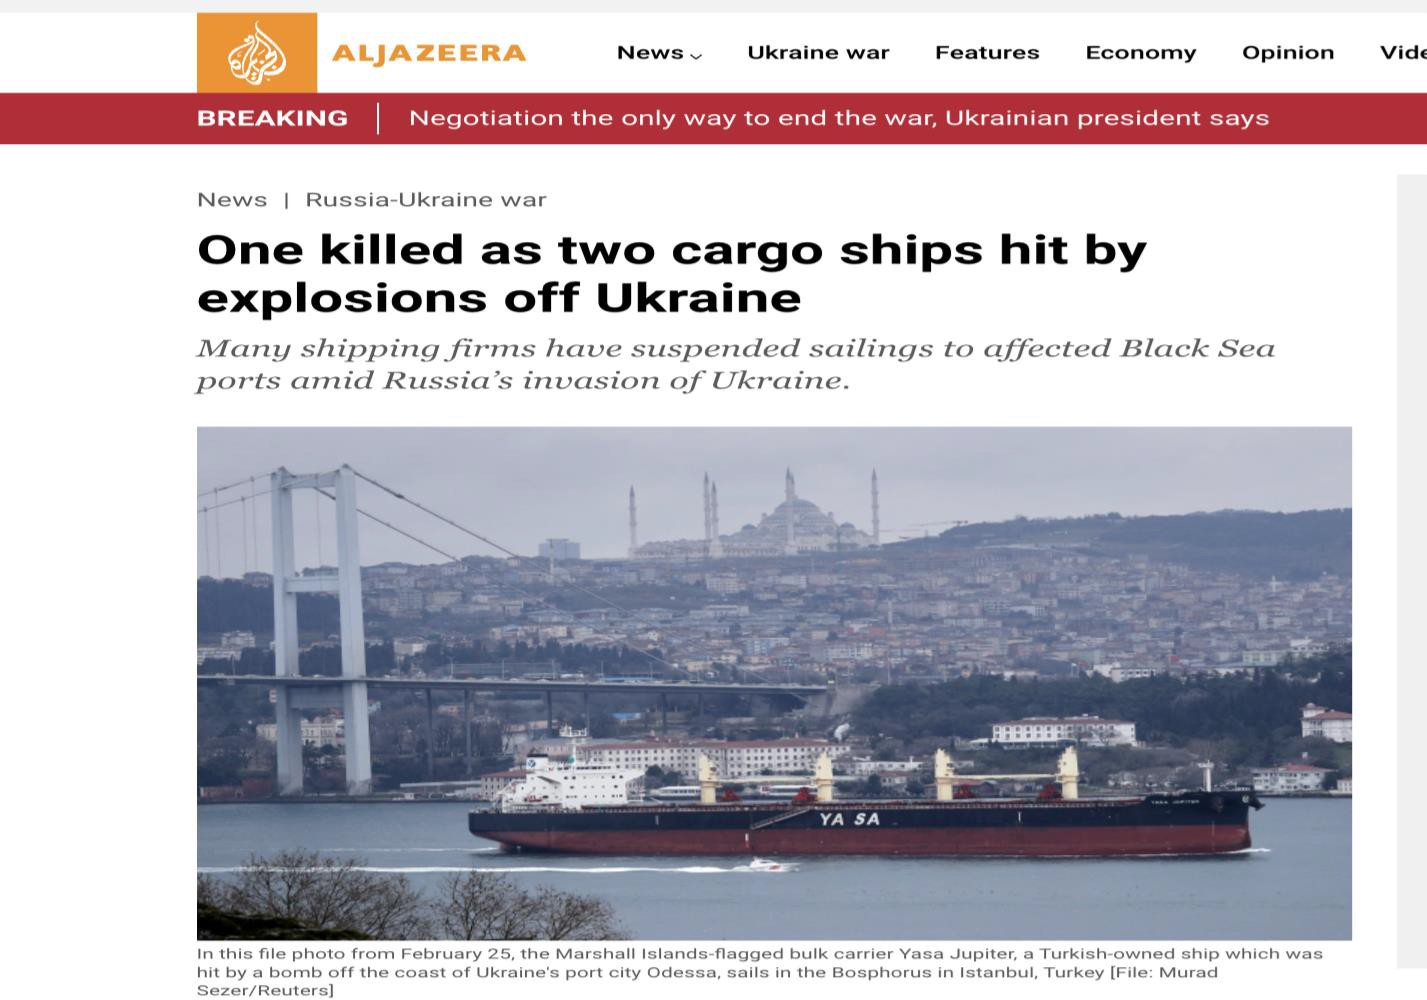 ALJAZEERA
News Ukraine war Features Economy Opinion
BREAKING Negotiation the only way to end the war, Ukrainian president says
News | Russia-Ukraine war
One killed as two cargo ships hit by
explosions off Ukraine
Many shipping firms have suspended sailings to affected Black Sea
ports amid Russia’s invasion of Ukraine.
YASA JUPITER
YA SA
In this file photo from February 25, the Marshall Islands-flagged bulk carrier Yasa Jupiter, a Turkish-owned ship which was
hit by a bomb off the coast of Ukraine's port city Odessa, sails in the Bosphorus in Istanbul, Turkey [File: Murad
Sezer/Reuters]